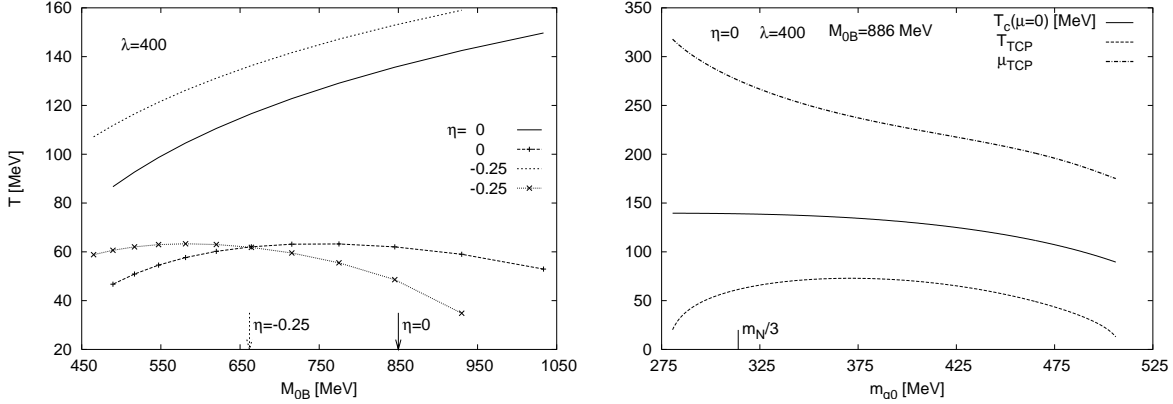 160
140
120
100
80
60
40
20
T [MeV]
λ=400
η= 0
0
-0.25
-0.25
η=-0.25
η=0
450
550
650
750
850
950
1050
M0B [MeV]
350
300
250
200
150
100
50
0
η=0 λ=400 M0B=886 MeV
Tc(μ=0) [MeV]
TTCP
μTCP
mN/3
275
325
375
425
475
525
mq0 [MeV]